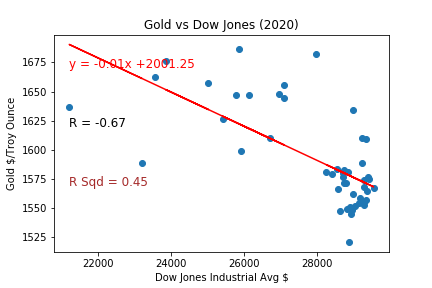 Gold vs Dow Jones (2020)
Gold $/Troy Ounce
1675
1650
1625
1600
1575
1550
1525
y = -0.01x +2001.25
R = -0.67
R Sqd = 0.45
22000 24000 26000 28000
Dow Jones Industrial Avg $